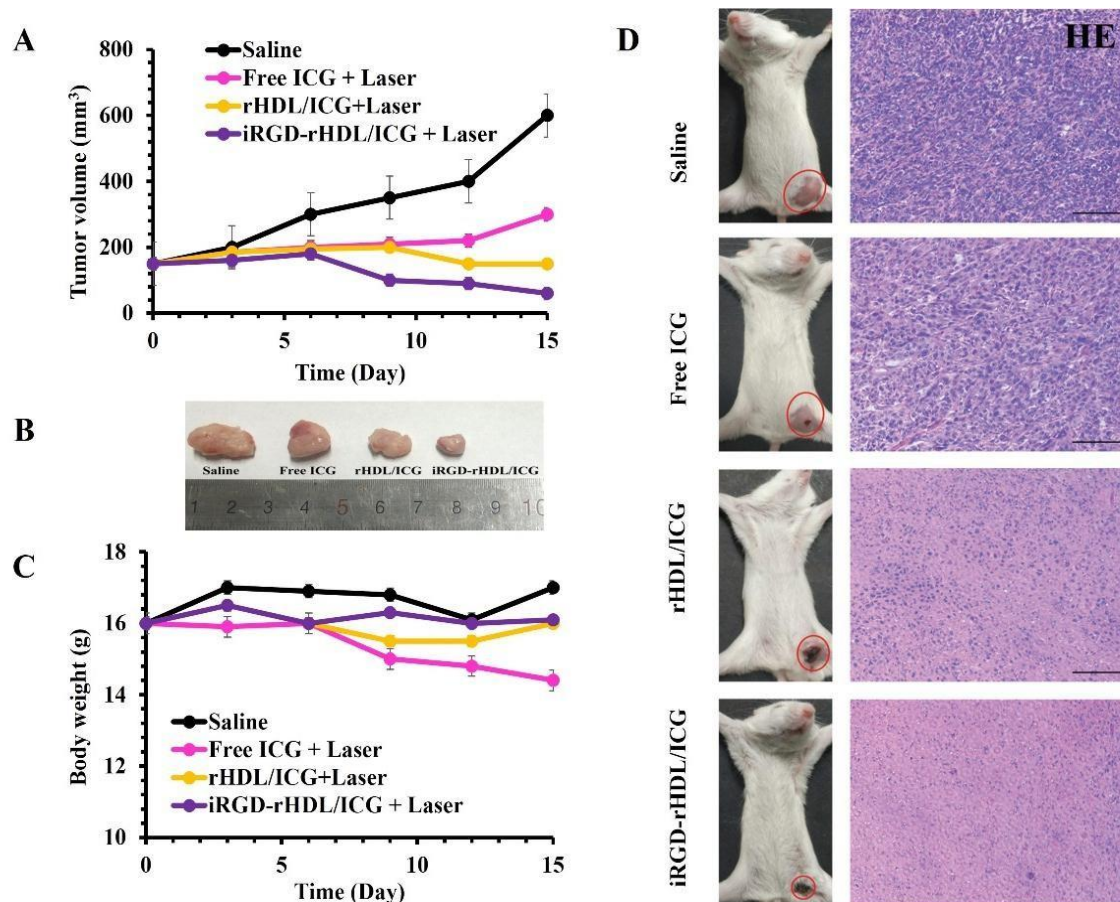 A
800
600
400
200
0
Tumor volume (mm³)
Saline
Free ICG + Laser
rHDL/ICG+Laser
iRGD-rHDL/ICG + Laser
0 5 10 15
Time (Day)
B
Saline Free ICG rHDL/ICG iRGD-rHDL/ICG
1 2 3 4 5 6 7 8 9 10
C
18
16
14
12
10
Body weight (g)
Saline
Free ICG + Laser
rHDL/ICG+Laser
iRGD-rHDL/ICG + Laser
0 5 10 15
Time (Day)
D
HE
Saline
Free ICG
rHDL/ICG
iRGD-rHDL/ICG